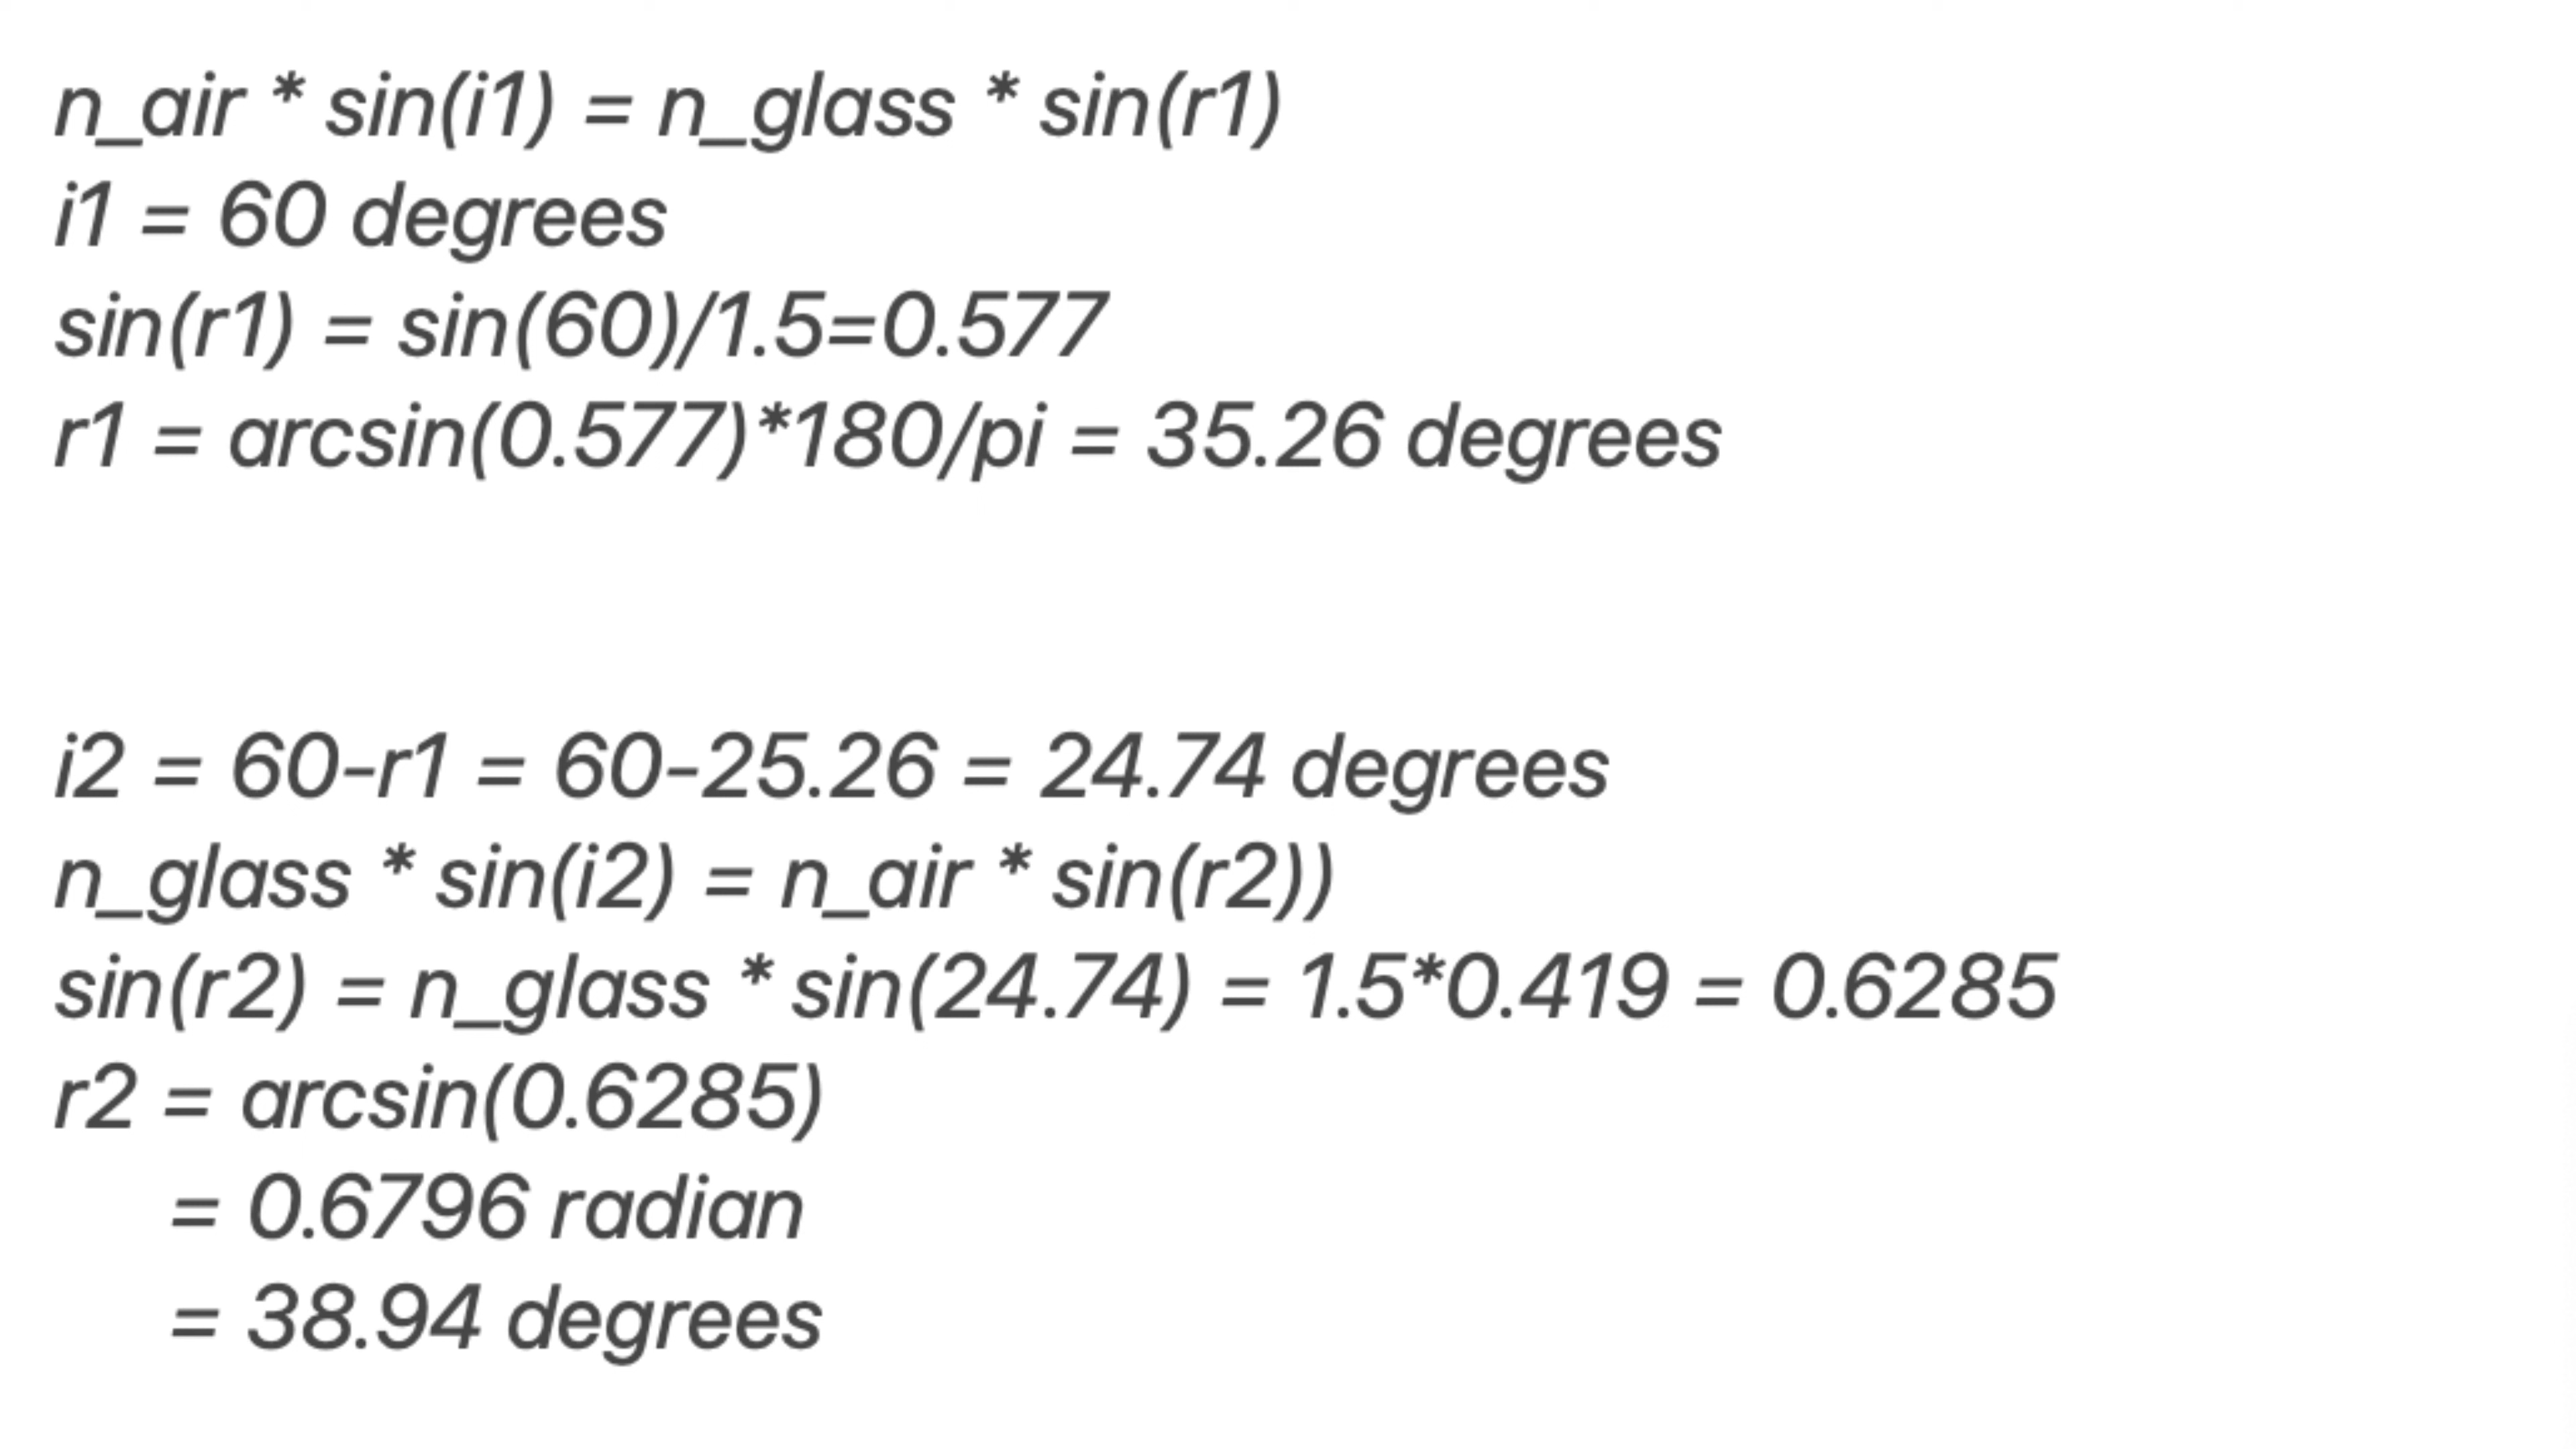 n_air * sin(i1) = n_glass * sin(r1)
i1 = 60 degrees
sin(r1) = sin(60)/1.5=0.577
r1 = arcsin(0.577)*180/pi = 35.26 degrees
i2 = 60-r1 = 60-25.26 = 24.74 degrees
n_glass * sin(i2) = n_air * sin(r2))
sin(r2) = n_glass * sin(24.74) = 1.5*0.419 = 0.6285
r2 = arcsin(0.6285)
= 0.6796 radian
= 38.94 degrees